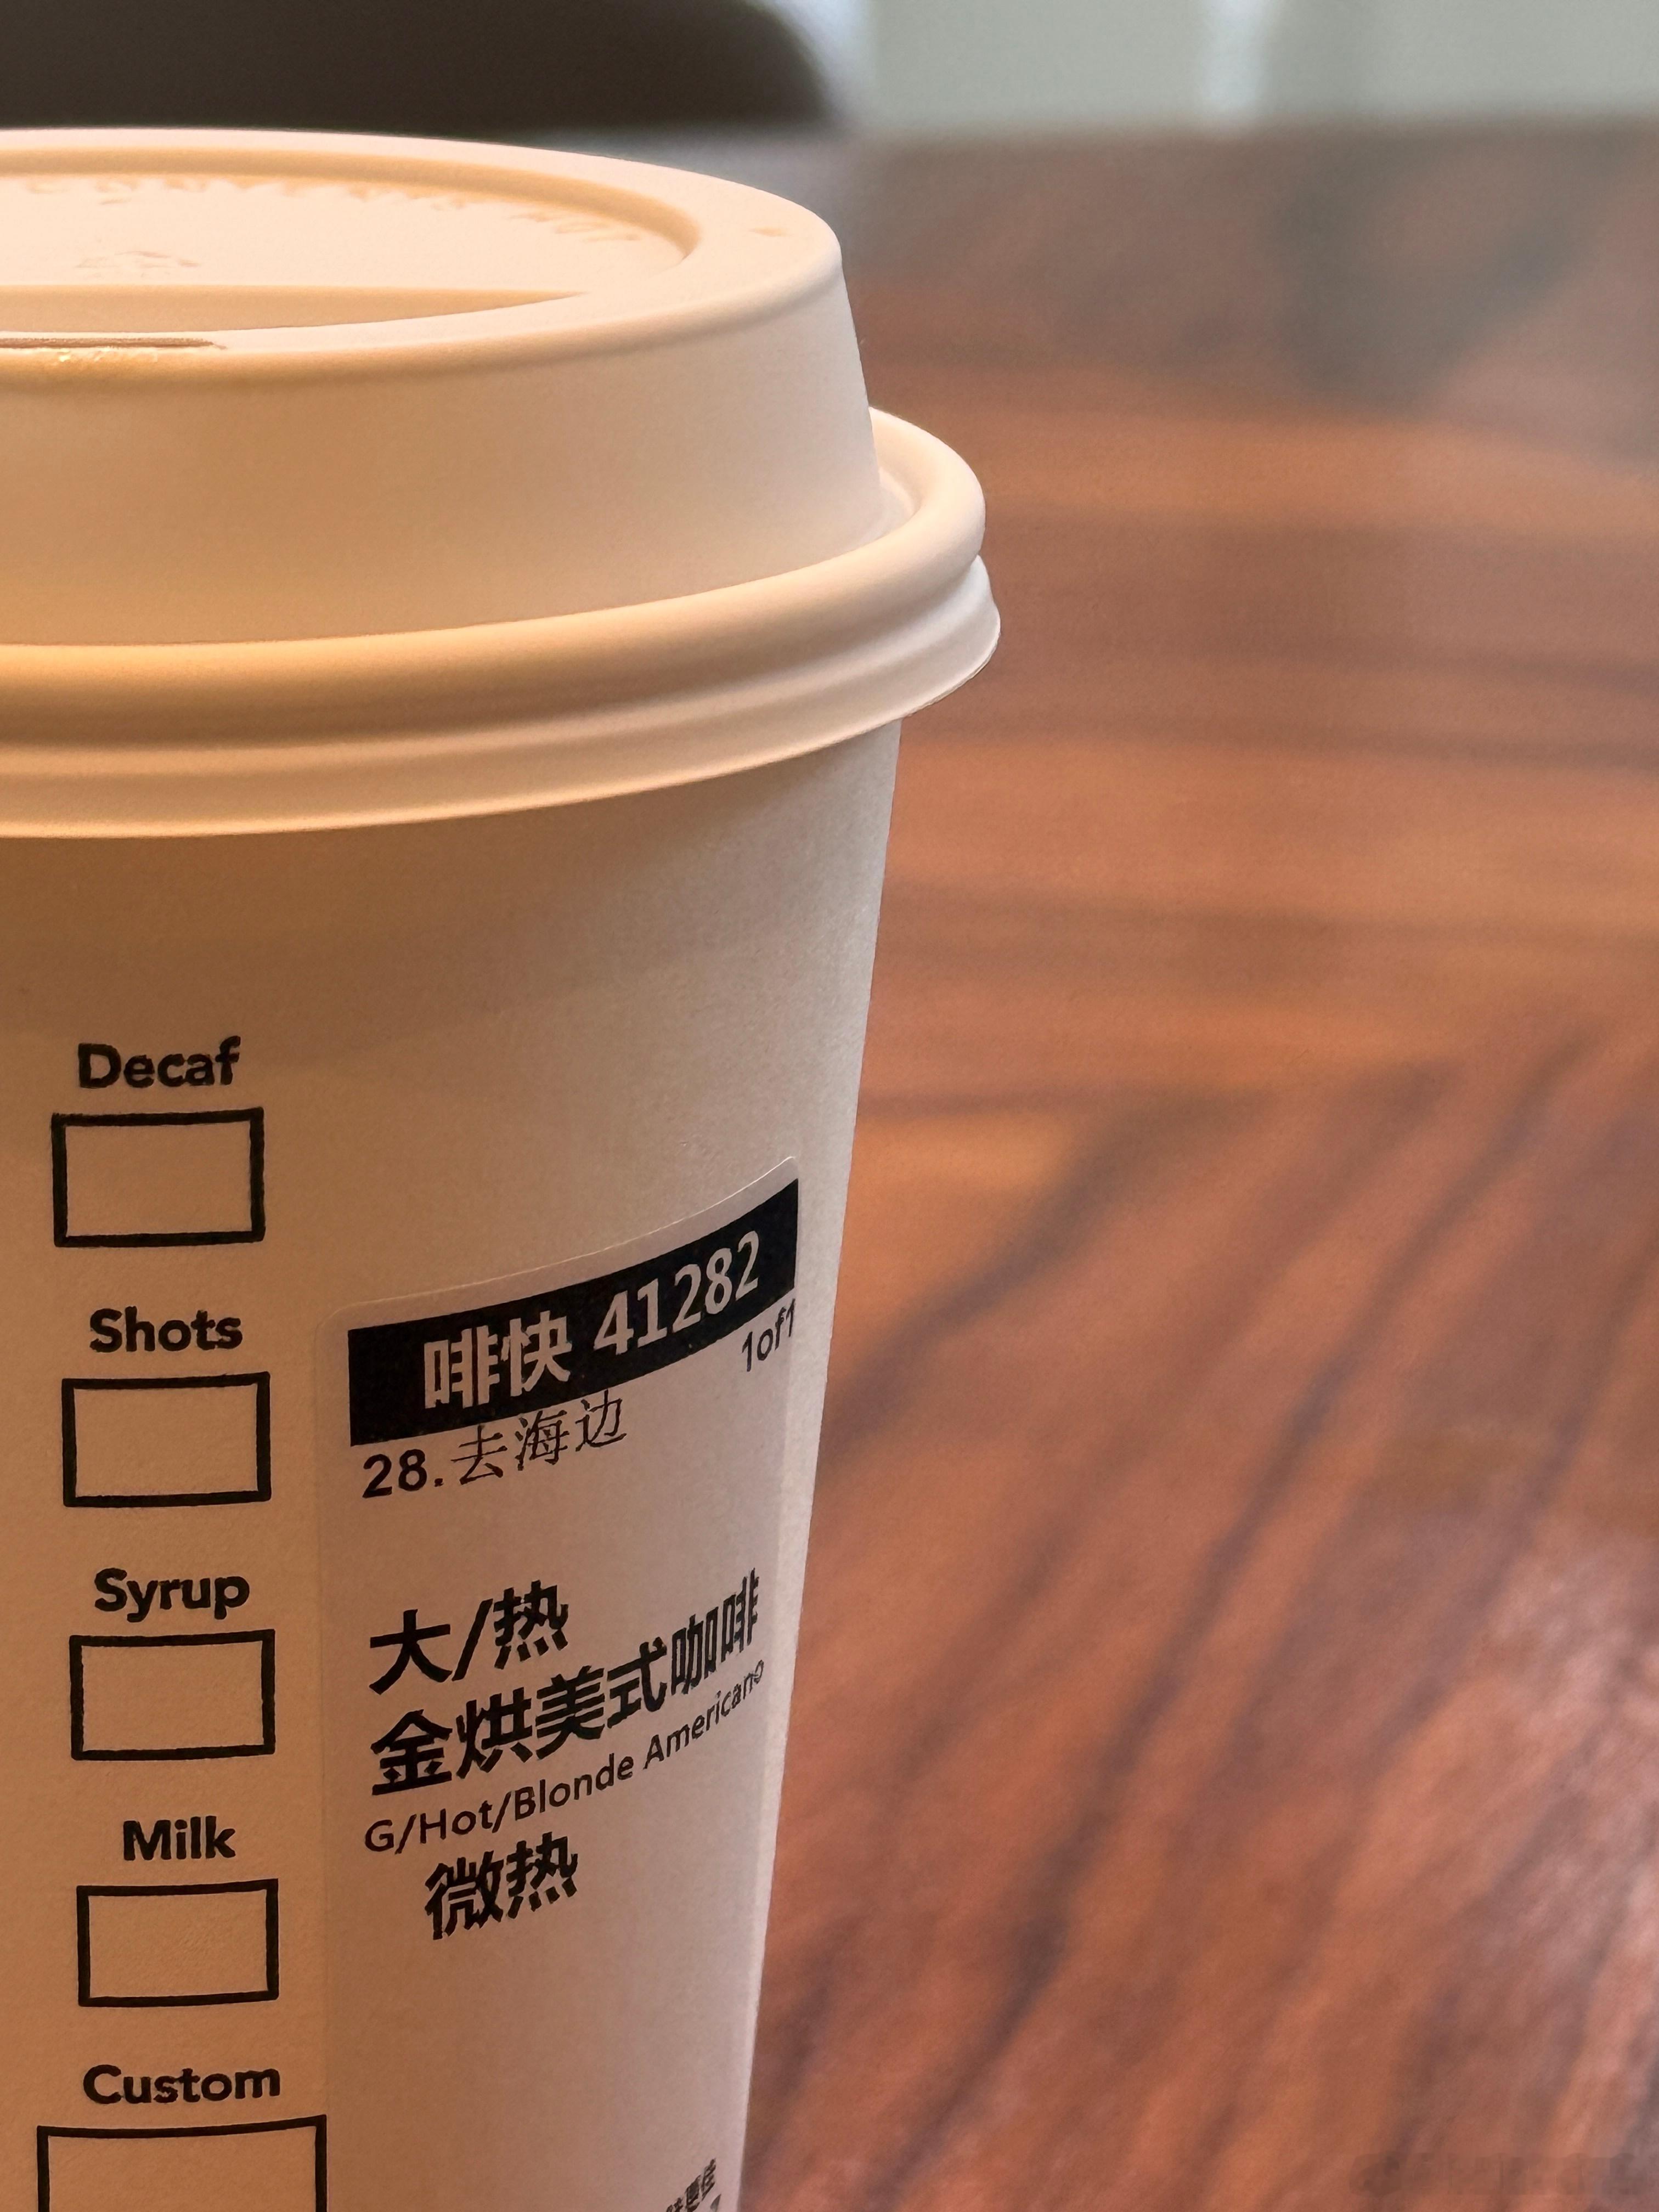 Decaf
Shots
Syrup
Milk
Custom
啡快 41282
1of1
28.去海边
大/热
金烘美式咖啡
G/Hot/Blonde Americano
微热